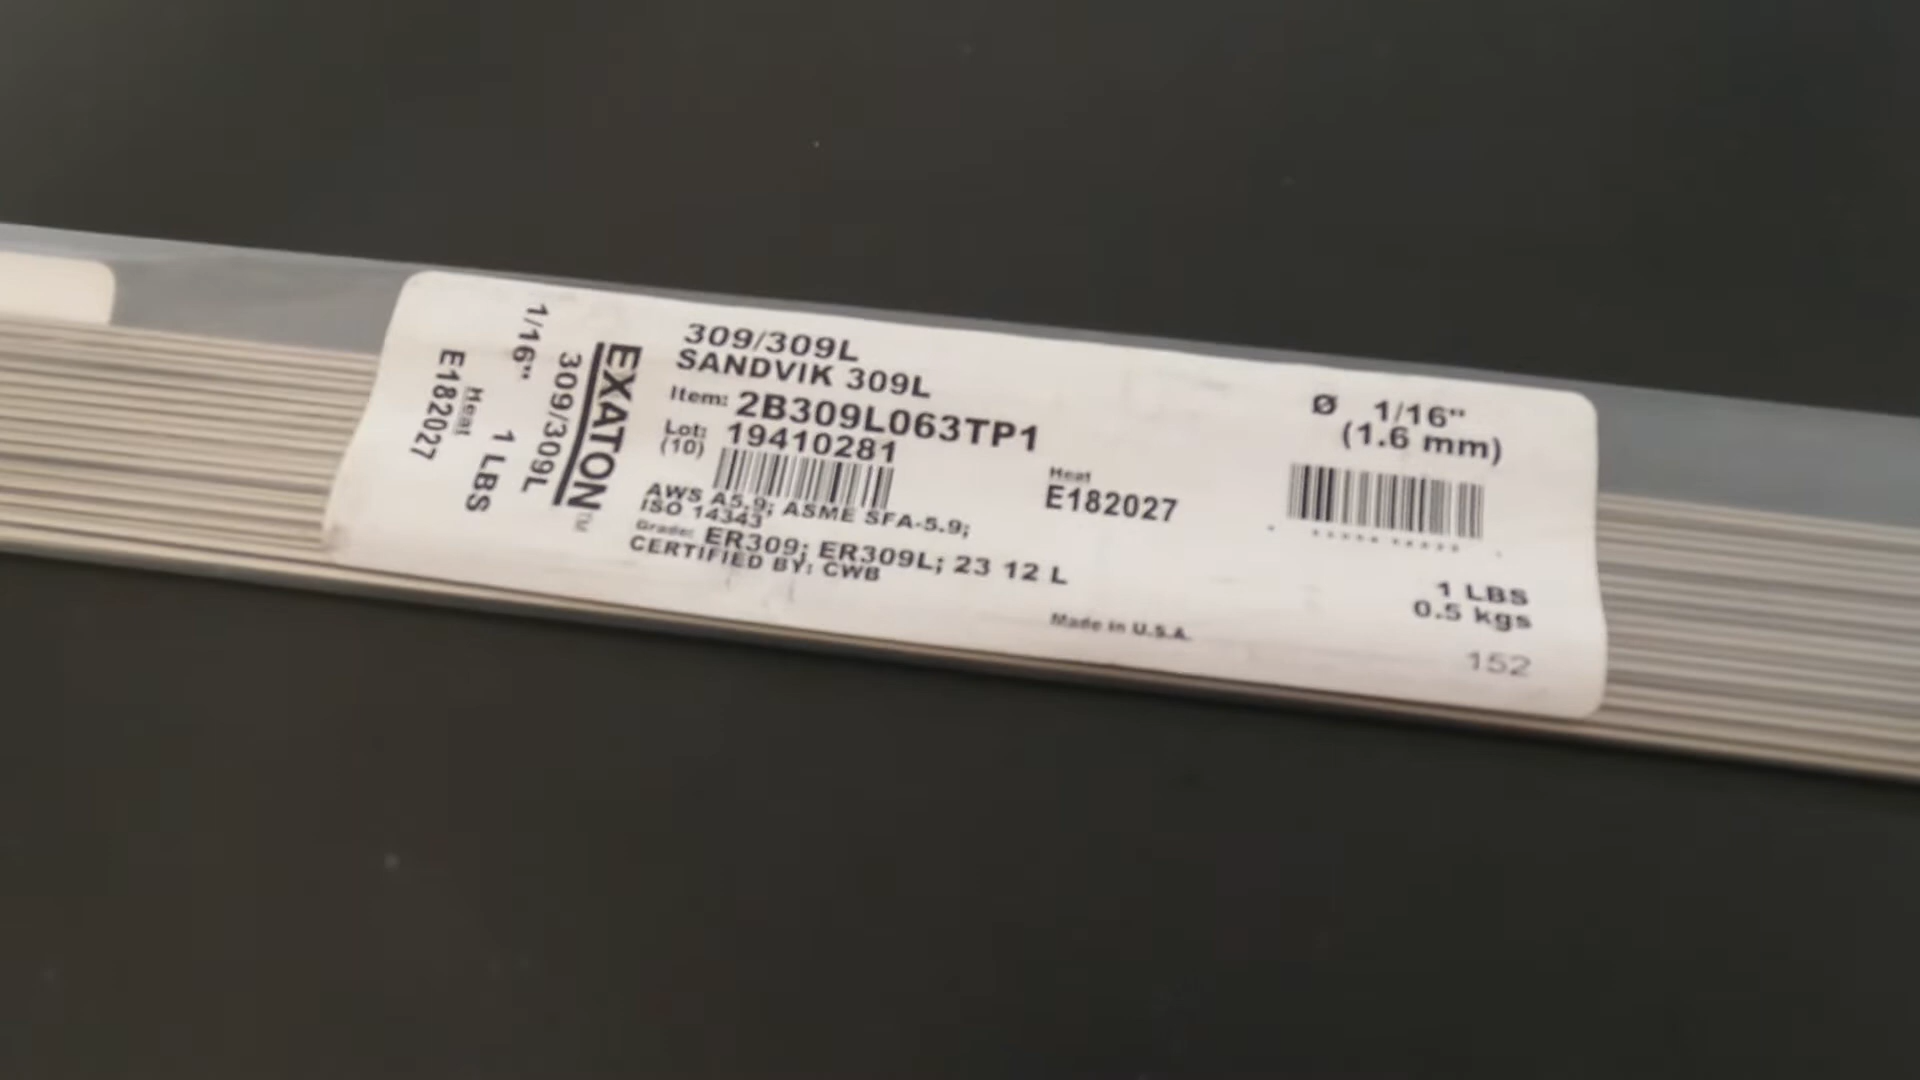 309/309L
SANDVIK 309L
Item: 2B309L063TP1
Lot: 19410281
(10)
AWS A5.9; ASME SFA-5.9;
ISO 14343
Grade: ER309; ER309L; 23 12 L
CERTIFIED BY: CWB
Heat
E182027
Made in U.S.A.
Ø 1/16"
(1.6 mm)
1 LBS
0.5 kgs
152
EXATON™
309/309L
1/16" 1 LBS
Heat
E182027